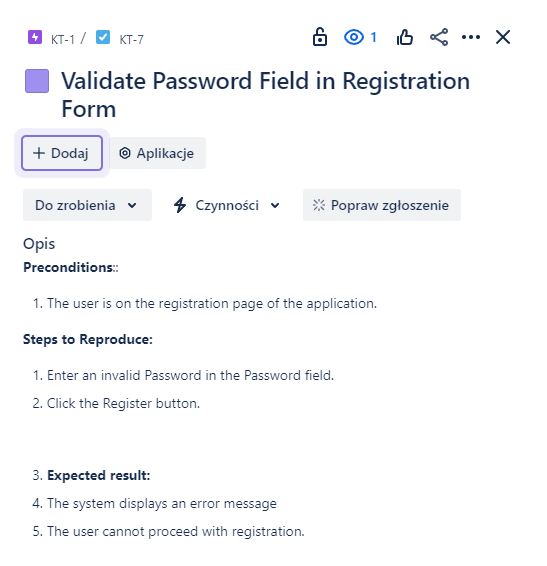 KT-1 / KT-7
1
Validate Password Field in Registration
Form
+ Dodaj
Aplikacje
Do zrobienia
Czynności
Popraw zgłoszenie
Opis
Preconditions::
1. The user is on the registration page of the application.
Steps to Reproduce:
1. Enter an invalid Password in the Password field.
2. Click the Register button.
3. Expected result:
4. The system displays an error message
5. The user cannot proceed with registration.